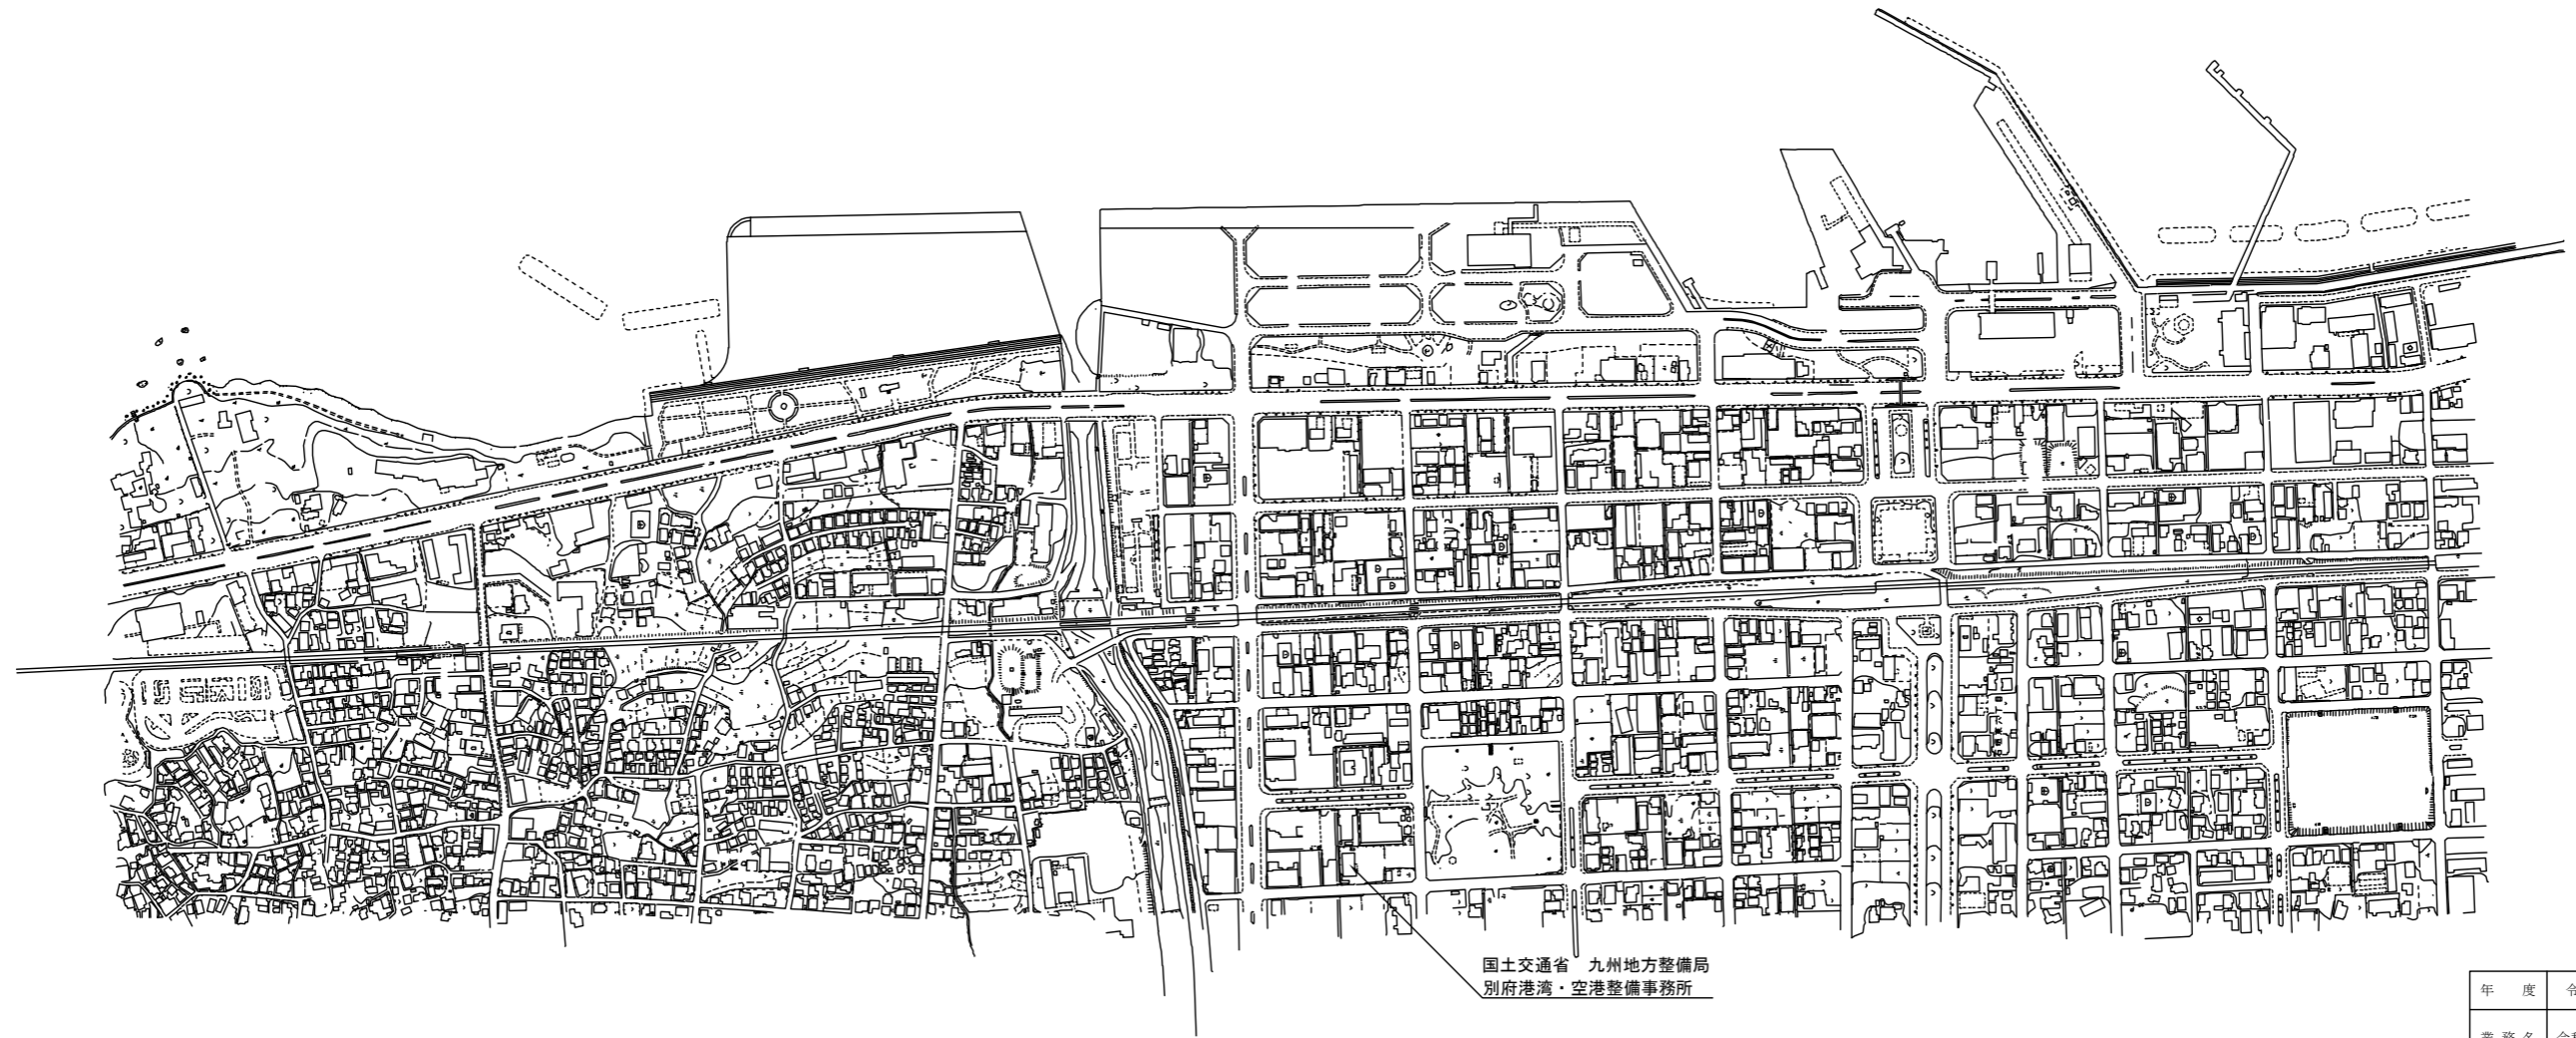 国土交通省　九州地方整備局
別府港湾・空港整備事務所
年　度
業務名